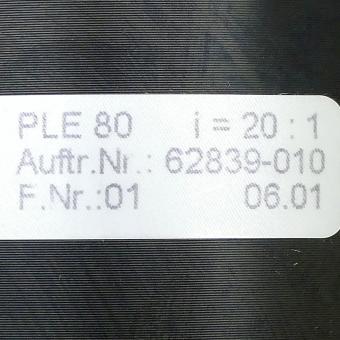 PLE 80 i = 20 : 1
Auftr.Nr.: 62839-010
F.Nr.:01 06.01